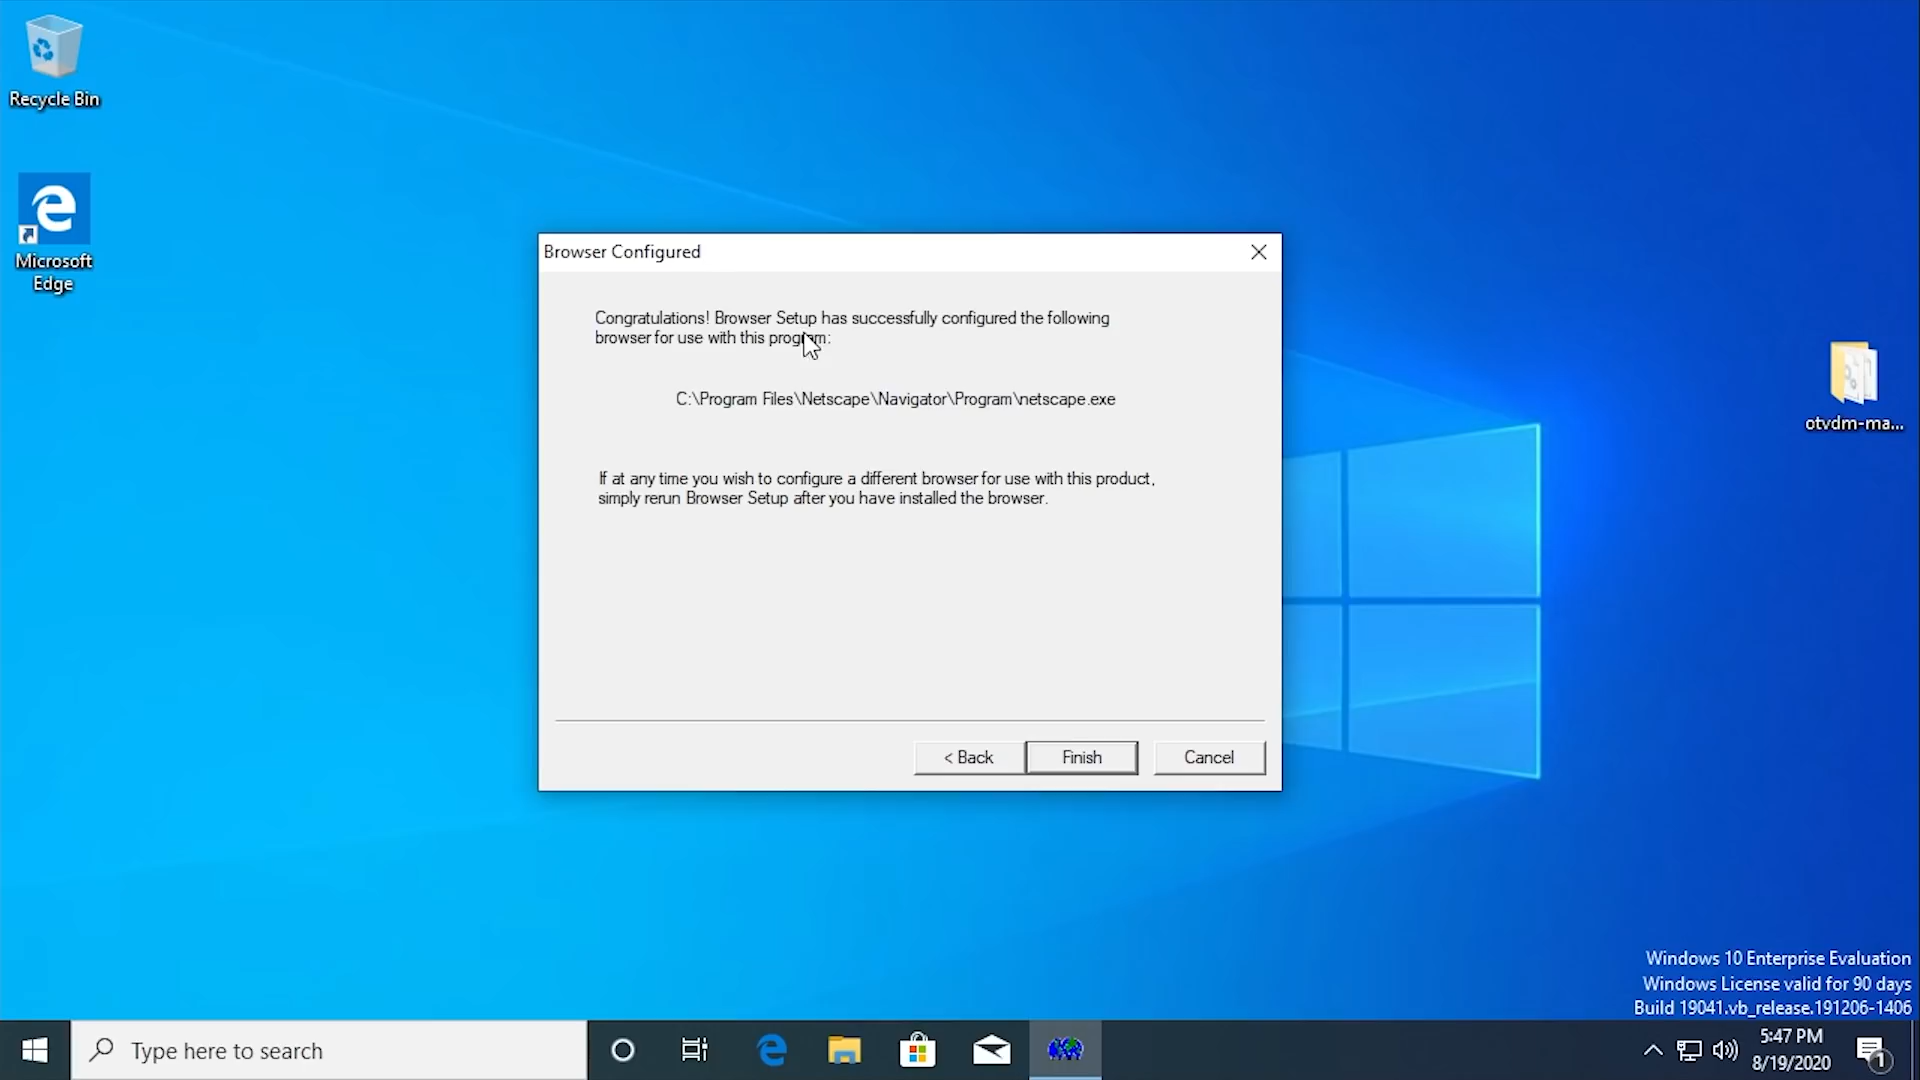 Recycle Bin
Microsoft
Edge
Browser Configured
Congratulations! Browser Setup has successfully configured the following
browser for use with this program:
C:\Program Files\Netscape\Navigator\Program\netscape.exe
If at any time you wish to configure a different browser for use with this product,
simply rerun Browser Setup after you have installed the browser.
< Back
Finish
Cancel
otvdm-ma...
Windows 10 Enterprise Evaluation
Windows License valid for 90 days
Build 19041.vb_release.191206-1406
Type here to search
5:47 PM
8/19/2020
1